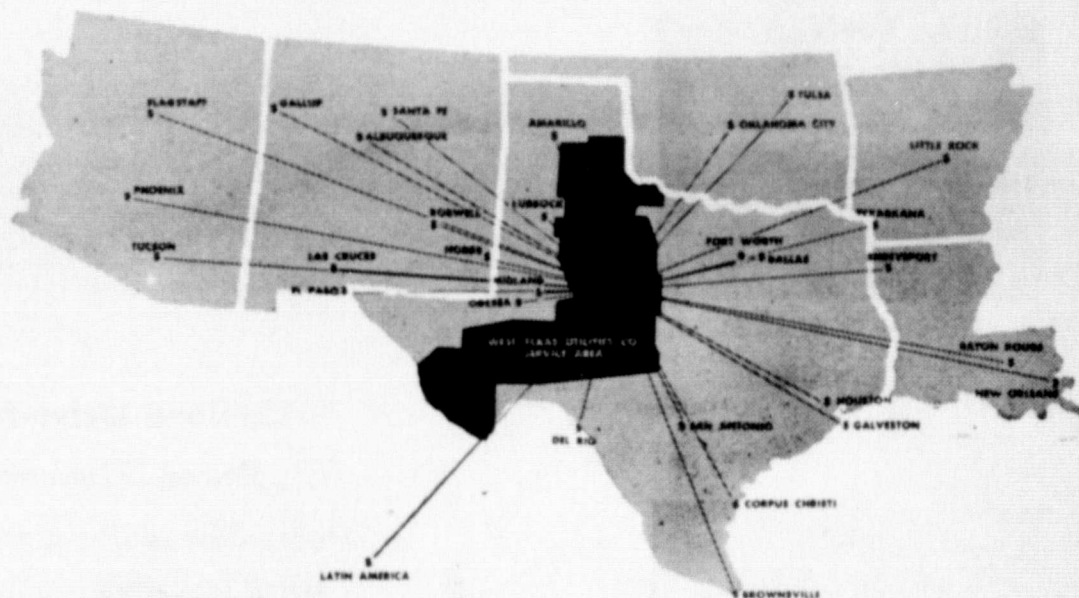 FLAGSTAFF
GALLUP
SANTA FE
ALBUQUERQUE
AMARILLO
TULSA
OKLAHOMA CITY
LITTLE ROCK
PHOENIX
ROSWELL
LUBBOCK
TEXARKANA
TUCSON
LAS CRUCES
HOBBS
FORT WORTH
DALLAS
SHREVEPORT
EL PASO
MIDLAND
ODESSA
WEST TEXAS UTILITIES CO
SERVICE AREA
BATON ROUGE
NEW ORLEANS
HOUSTON
GALVESTON
SAN ANTONIO
DEL RIO
CORPUS CHRISTI
LATIN AMERICA
BROWNSVILLE